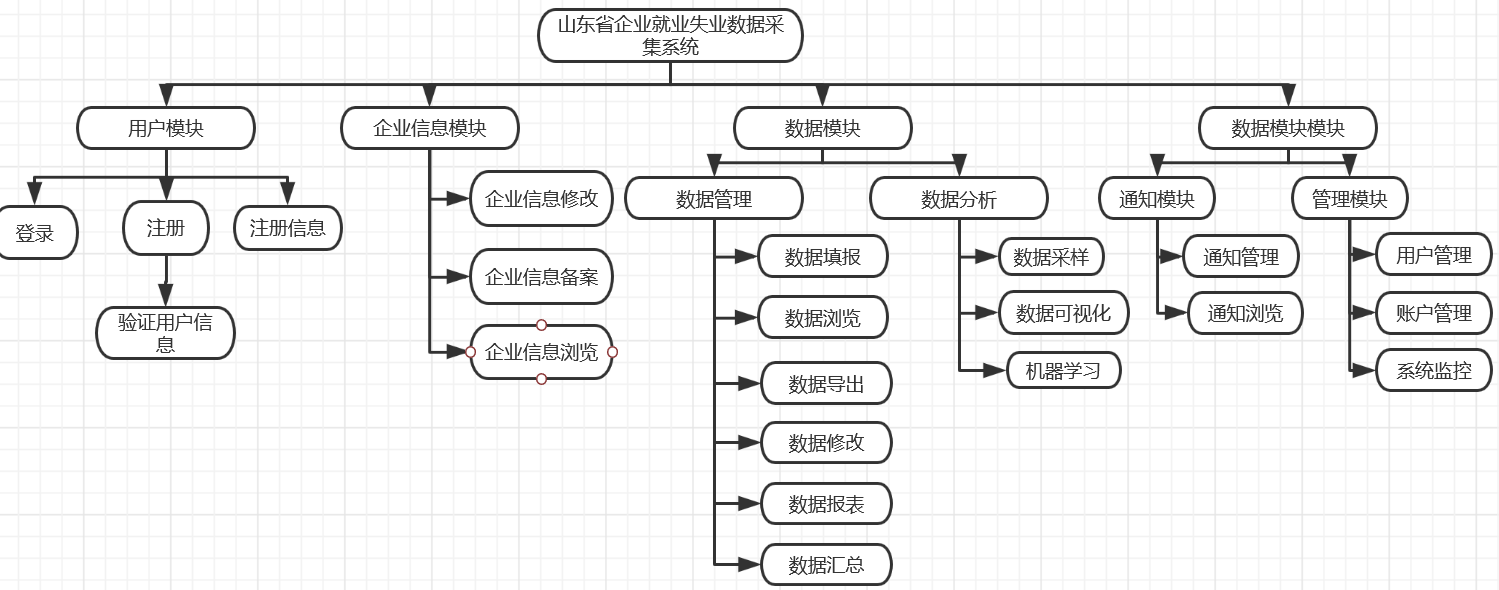 山东省企业就业失业数据采
集系统
用户模块
企业信息模块
数据模块
数据模块模块
登录
注册
注册信息
验证用户信
息
企业信息修改
企业信息备案
企业信息浏览
数据管理
数据分析
数据填报
数据浏览
数据导出
数据修改
数据报表
数据汇总
数据采样
数据可视化
机器学习
通知模块
管理模块
通知管理
通知浏览
用户管理
账户管理
系统监控